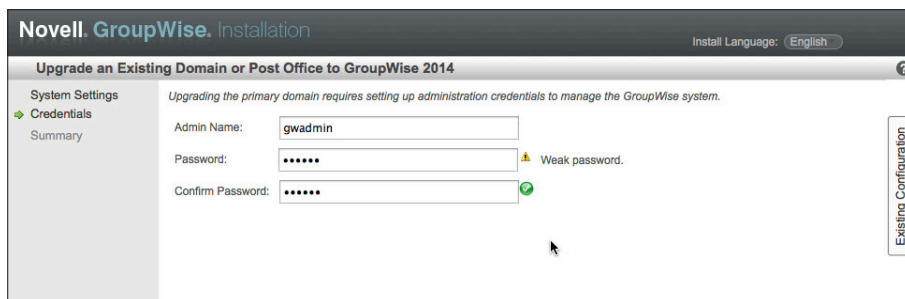 Novell. GroupWise. Installation
Install Language: English
Upgrade an Existing Domain or Post Office to GroupWise 2014
System Settings
Credentials
Summary
Upgrading the primary domain requires setting up administration credentials to manage the GroupWise system.
Admin Name: gwadmin
Password: •••••• Weak password.
Confirm Password: ••••••
Existing Configuration